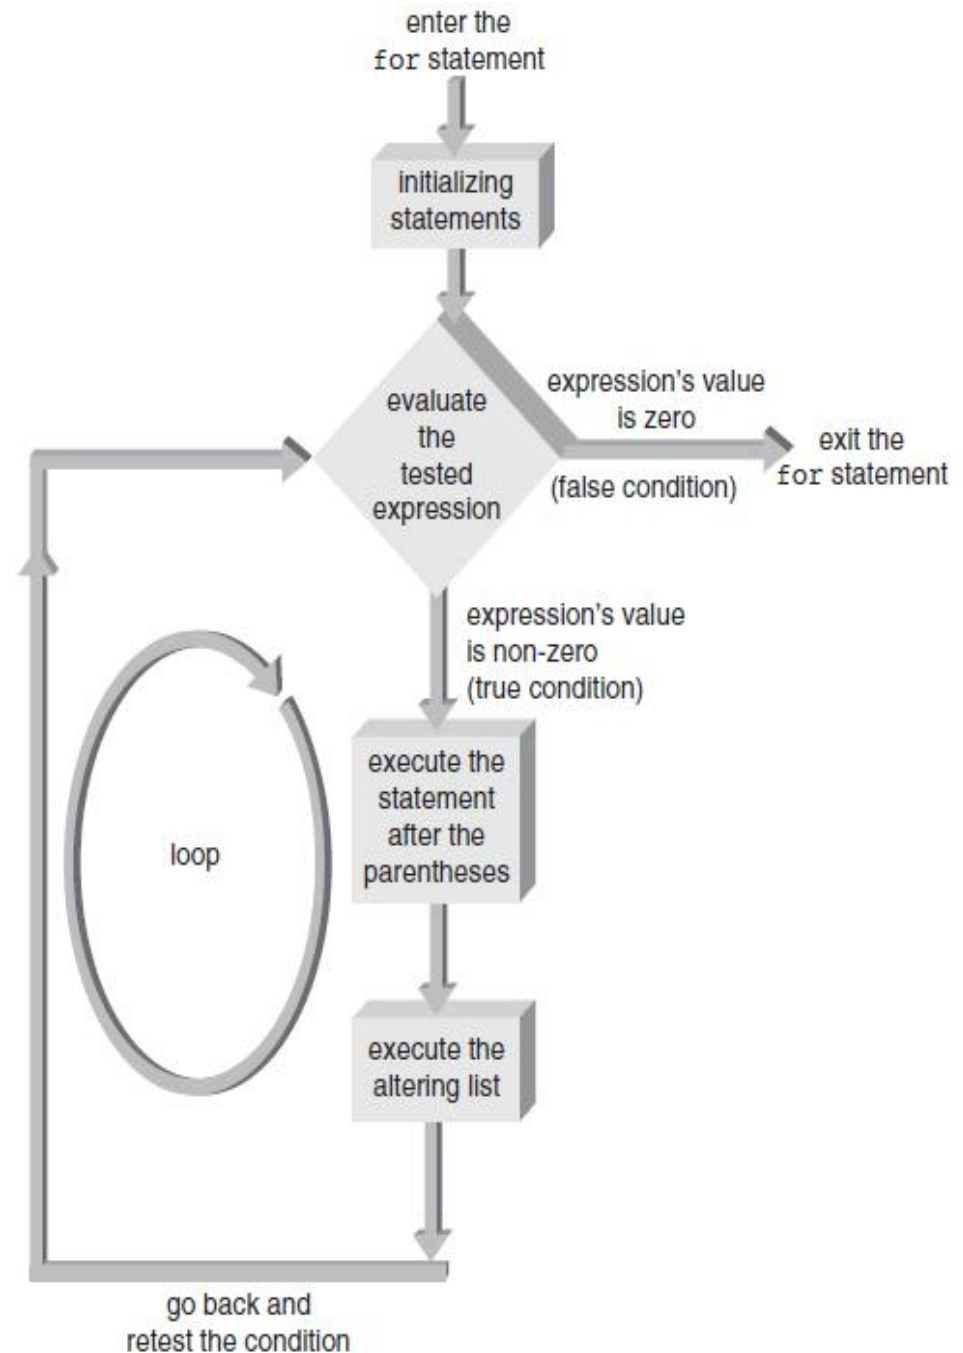 enter the
for statement
initializing
statements
evaluate
the
tested
expression
expression's value
is zero
(false condition)
exit the
for statement
expression's value
is non-zero
(true condition)
execute the
statement
after the
parentheses
loop
execute the
altering list
go back and
retest the condition